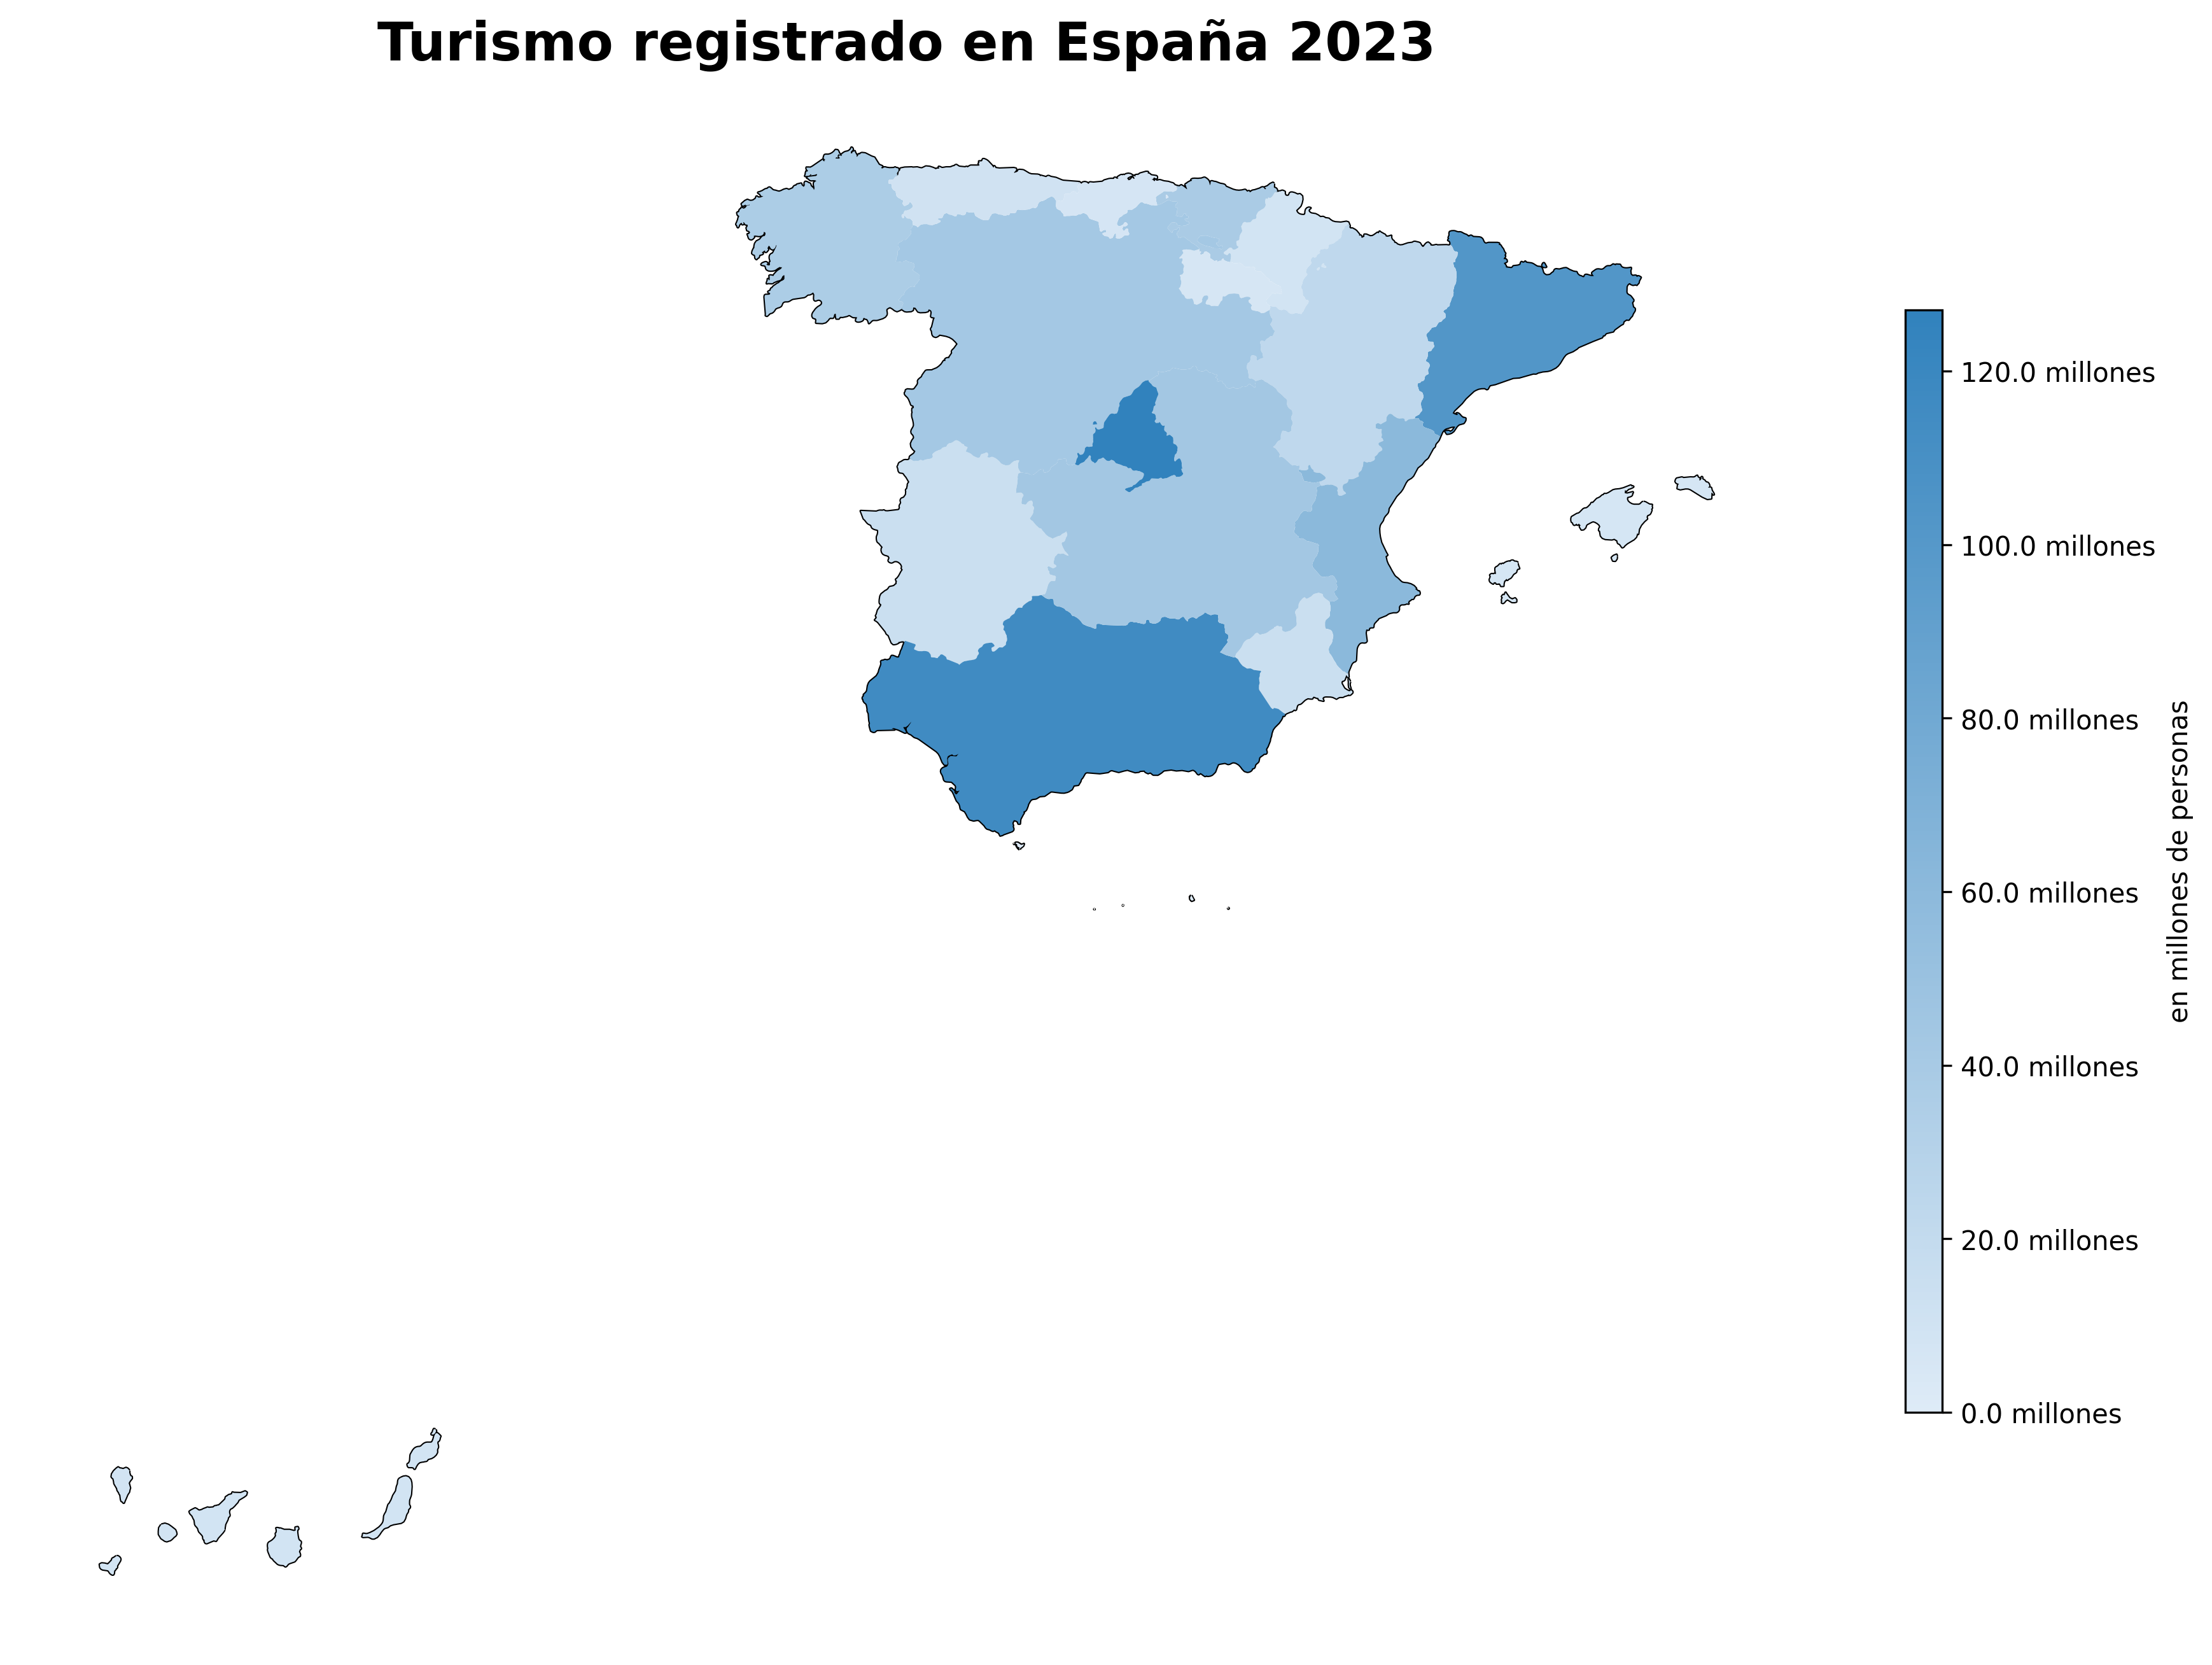 Turismo registrado en España 2023
120.0 millones
100.0 millones
80.0 millones
60.0 millones
40.0 millones
20.0 millones
0.0 millones
en millones de personas